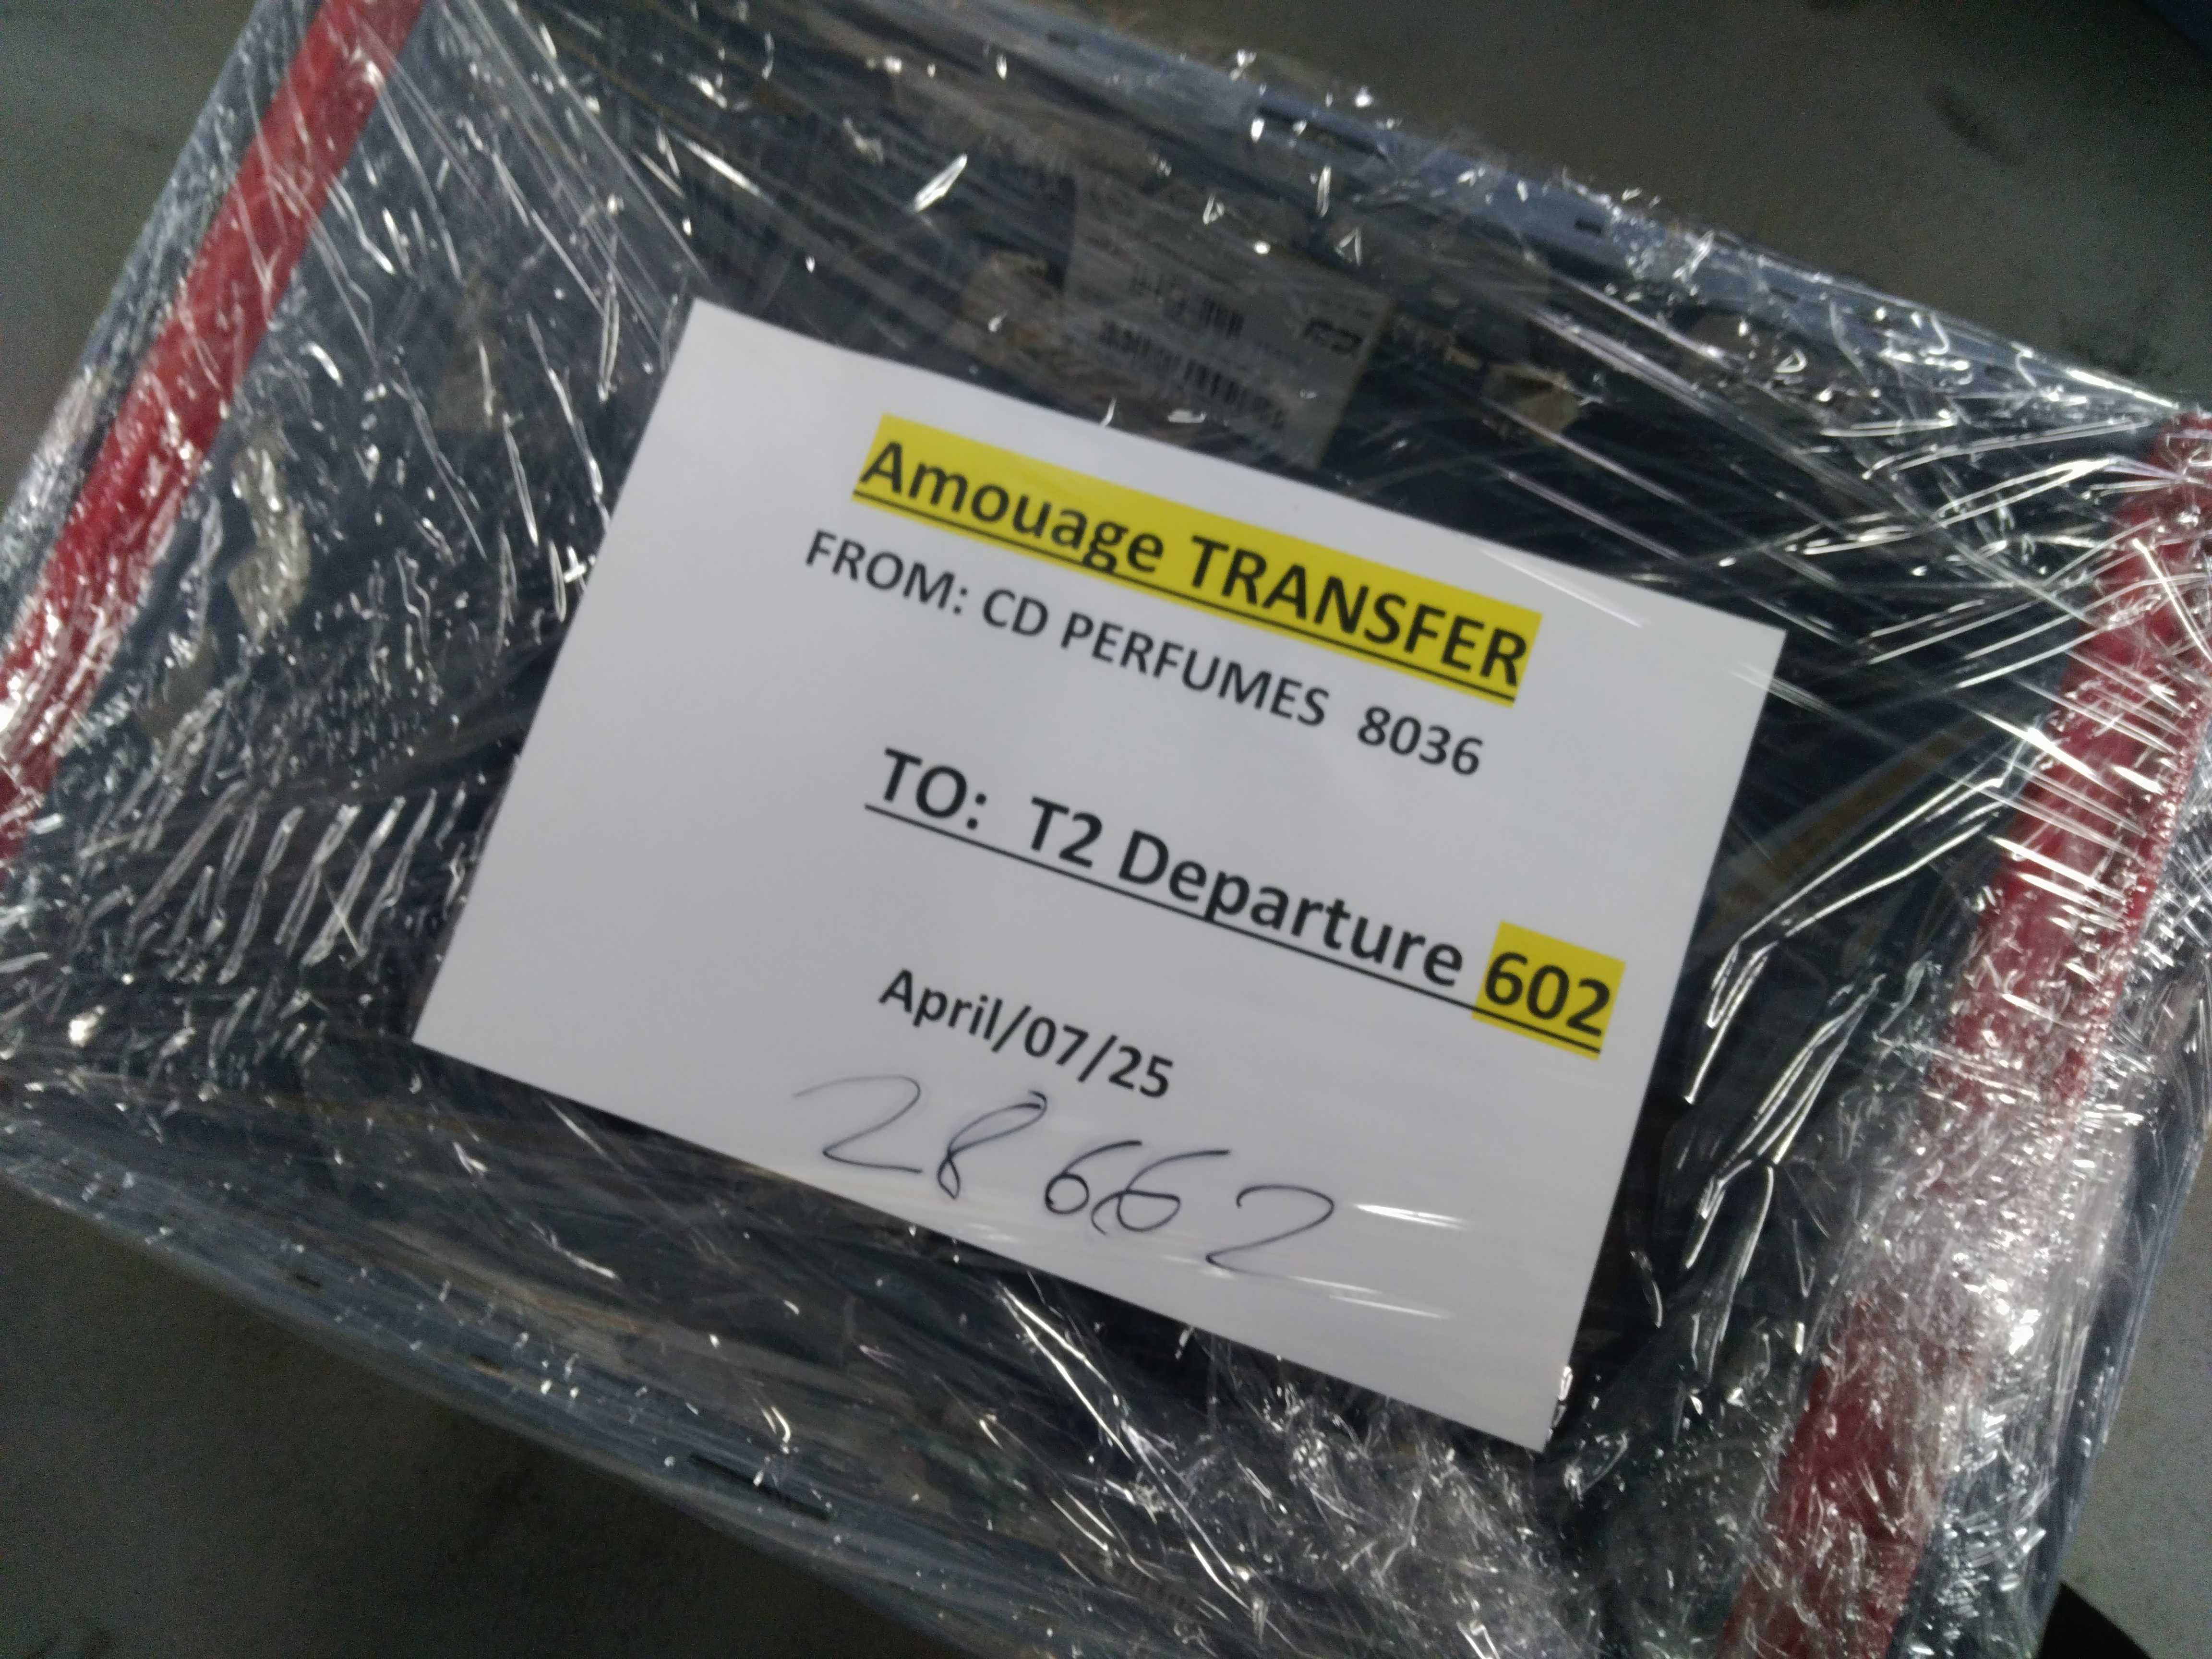 Amouage TRANSFER
FROM: CD PERFUMES 8036
TO: T2 Departure 602
April/07/25
28662